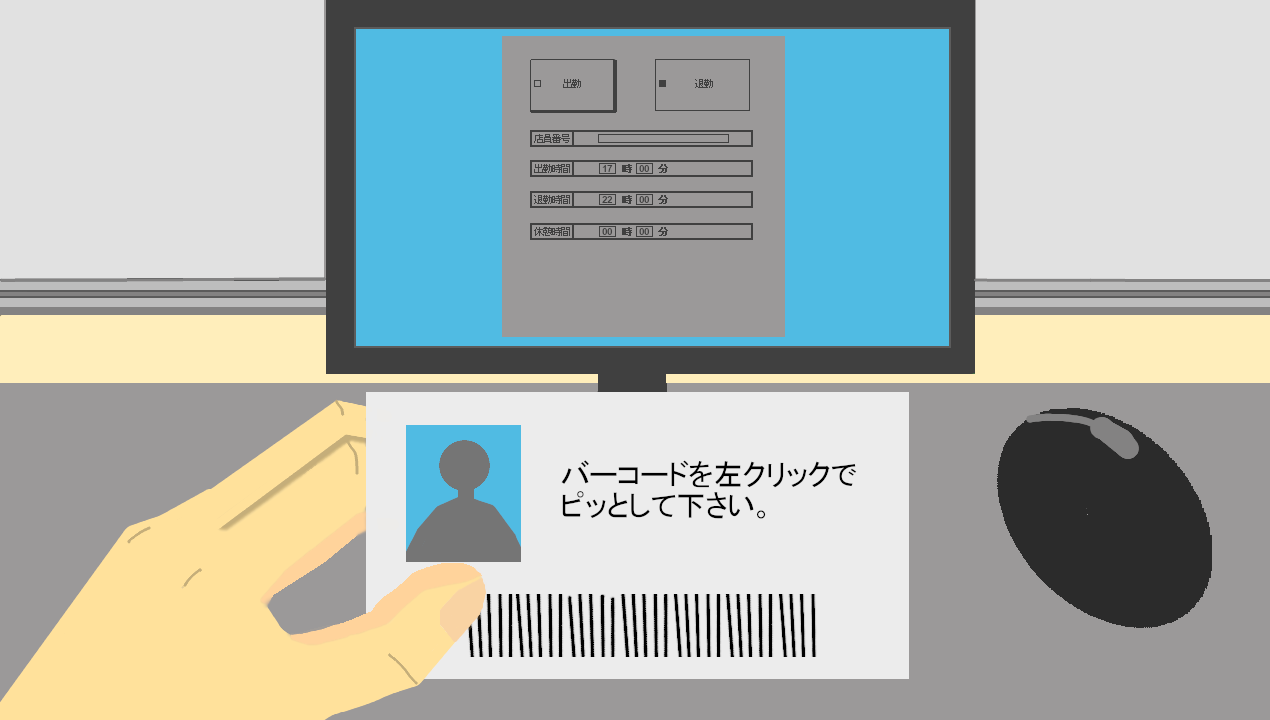 出勤 退勤
店員番号
出勤時間 17 時 00 分
退勤時間 22 時 00 分
休憩時間 00 時 00 分
バーコードを左クリックで
ピッとして下さい。